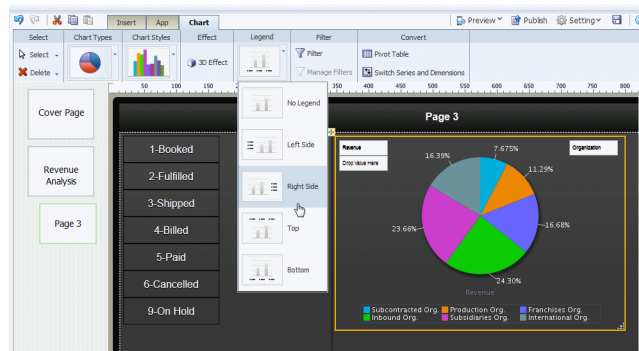 Insert App Chart Preview Publish Setting
Select Chart Types Chart Styles Effect Legend Filter Convert
Select
Delete
3D Effect
Filter
Manage Filters
Pivot Table
Switch Series and Dimensions
50 100 150 350 400 450 500 550 600 650 700 750 800
Cover Page
Revenue
Analysis
Page 3
No Legend
Left Side
Right Side
Top
Bottom
Page 3
1-Booked
2-Fulfilled
3-Shipped
4-Billed
5-Paid
6-Cancelled
9-On Hold
Revenue
Drop Value Here
Organization
7.675%
11.29%
16.68%
24.30%
23.66%
16.39%
Revenue
Subcontracted Org. Production Org. Franchises Org.
Inbound Org. Subsidiaries Org. International Org.